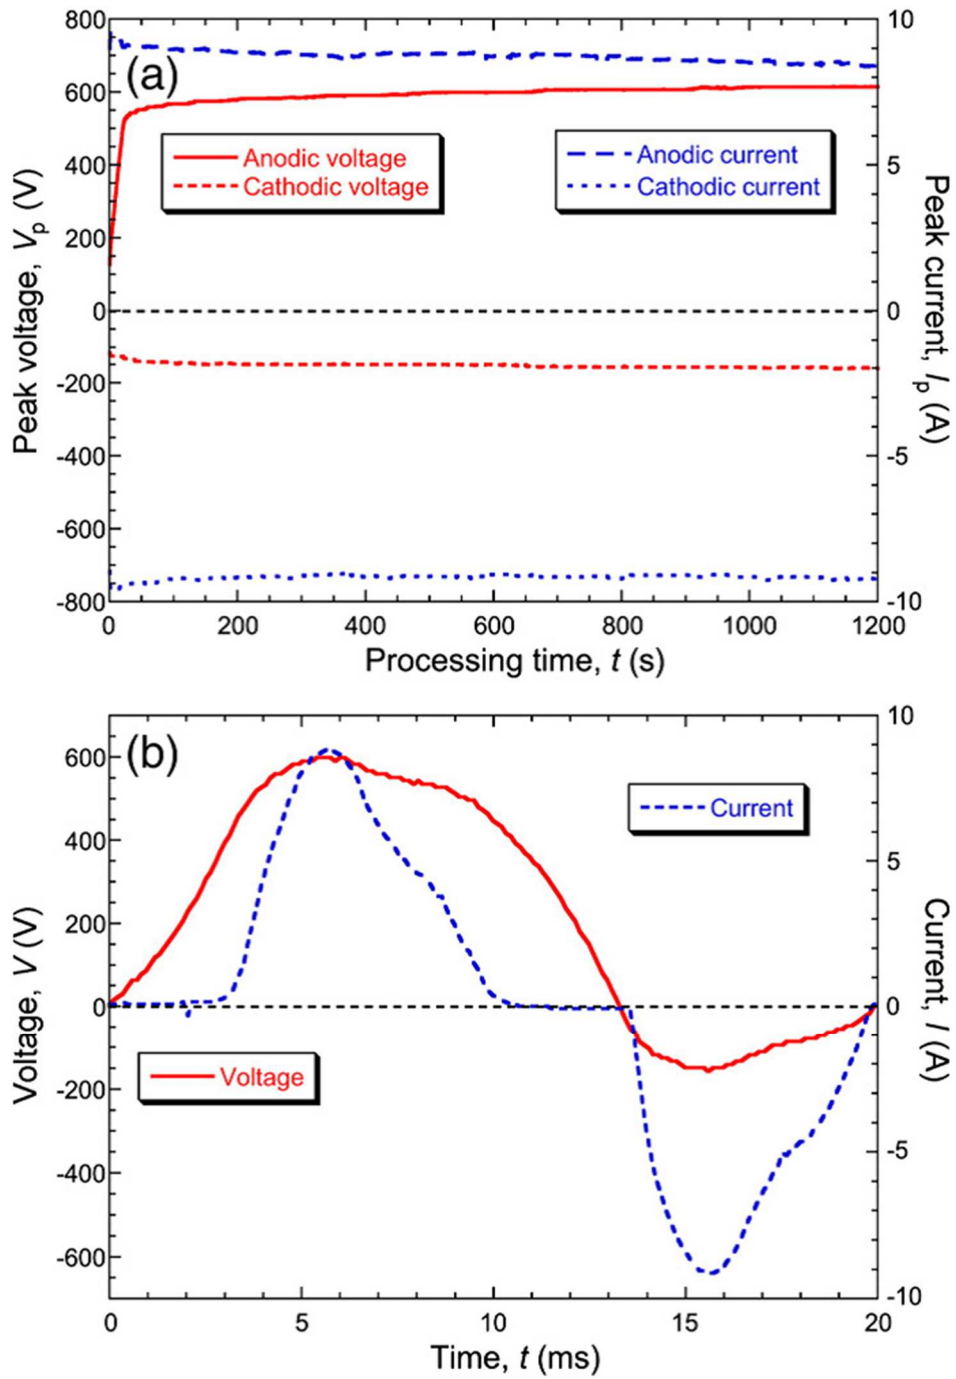 (a)
Peak voltage, Vp (V)
800
600
400
200
0
-200
-400
-600
-800
Anodic voltage
Cathodic voltage
Anodic current
Cathodic current
10
5
0
-5
-10
Peak current, Ip (A)
0 200 400 600 800 1000 1200
Processing time, t (s)
(b)
Voltage, V (V)
600
400
200
0
-200
-400
-600
Current
Voltage
10
5
0
-5
-10
Current, I (A)
0 5 10 15 20
Time, t (ms)